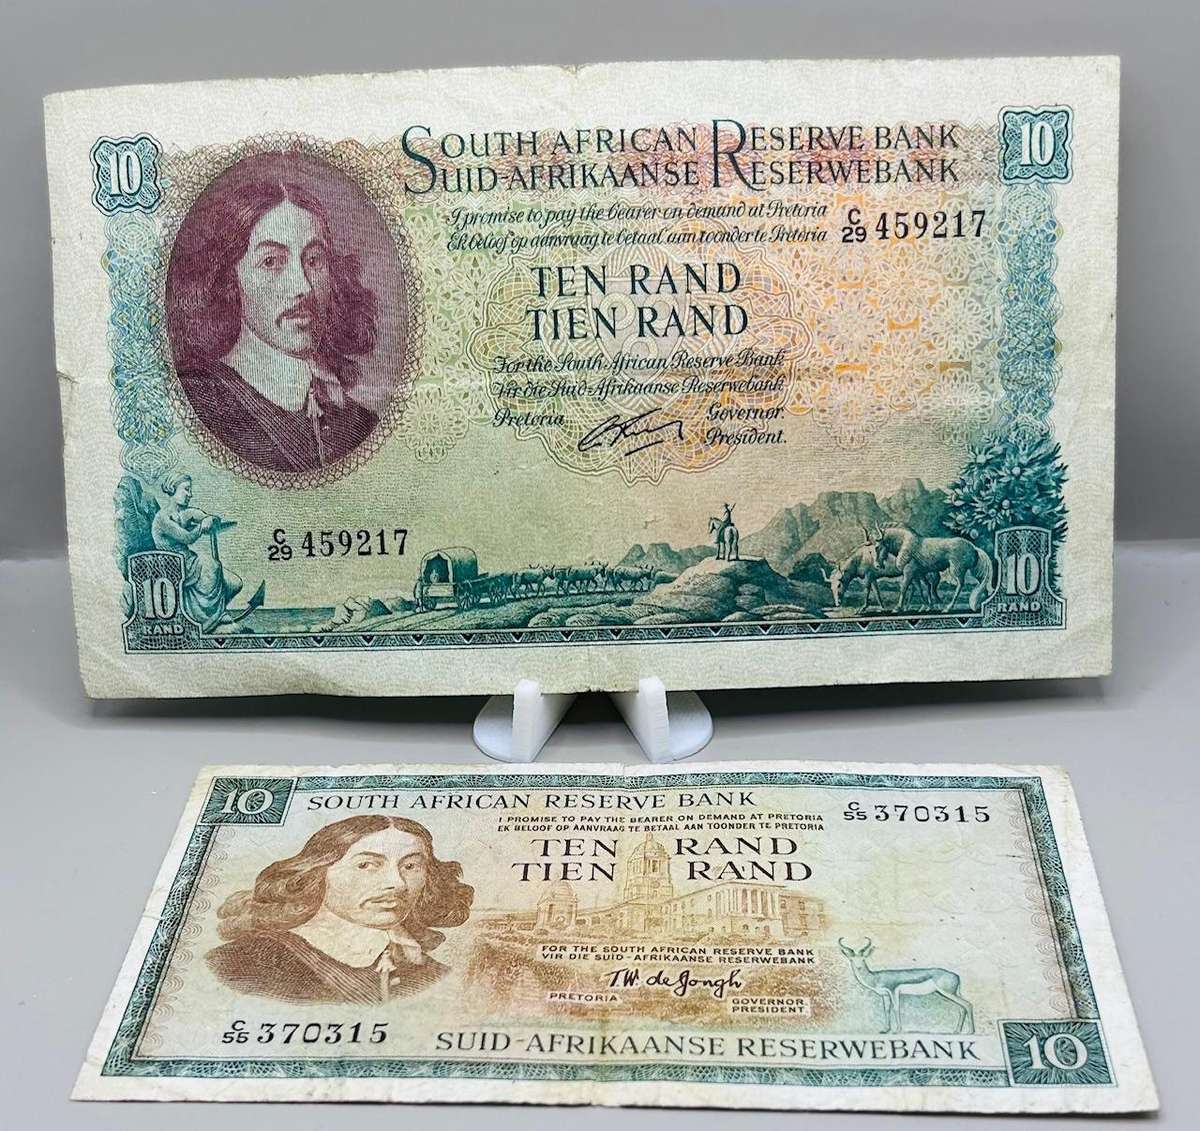 10
10
SOUTH AFRICAN RESERVE BANK
SUID-AFRIKAANSE RESERWEBANK
I promise to pay the bearer on demand at Pretoria
Ek beloof op aanvraag te betaal aan toonder te Pretoria
C/29 459217
TEN RAND
TIEN RAND
For the South African Reserve Bank
Vir die Suid-Afrikaanse Reserwebank
Pretoria
Governor.
President.
C/29 459217
10
RAND
10
RAND
10
SOUTH AFRICAN RESERVE BANK
C/55 370315
I PROMISE TO PAY THE BEARER ON DEMAND AT PRETORIA
EK BELOOF OP AANVRAAG TE BETAAL AAN TOONDER TE PRETORIA
TEN RAND
TIEN RAND
FOR THE SOUTH AFRICAN RESERVE BANK
VIR DIE SUID-AFRIKAANSE RESERWEBANK
T.W. de Jongh
PRETORIA
GOVERNOR.
PRESIDENT.
C/55 370315
SUID-AFRIKAANSE RESERWEBANK
10